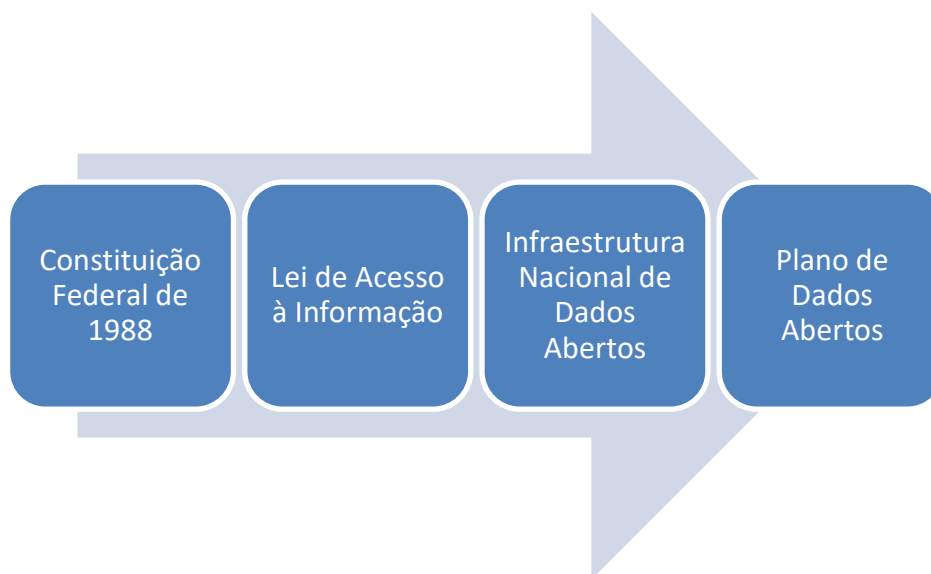 Constituição
Federal de
1988
Lei de Acesso
à Informação
Infraestrutura
Nacional de
Dados
Abertos
Plano de
Dados
Abertos